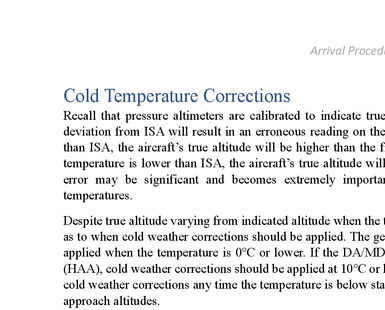 Arrival Proced
Cold Temperature Corrections
Recall that pressure altimeters are calibrated to indicate true
deviation from ISA will result in an erroneous reading on the
than ISA, the aircraft's true altitude will be higher than the f
temperature is lower than ISA, the aircraft's true altitude will
error may be significant and becomes extremely importan
temperatures.
Despite true altitude varying from indicated altitude when the t
as to when cold weather corrections should be applied. The ge
applied when the temperature is 0°C or lower. If the DA/MD
(HAA), cold weather corrections should be applied at 10°C or
cold weather corrections any time the temperature is below sta
approach altitudes.